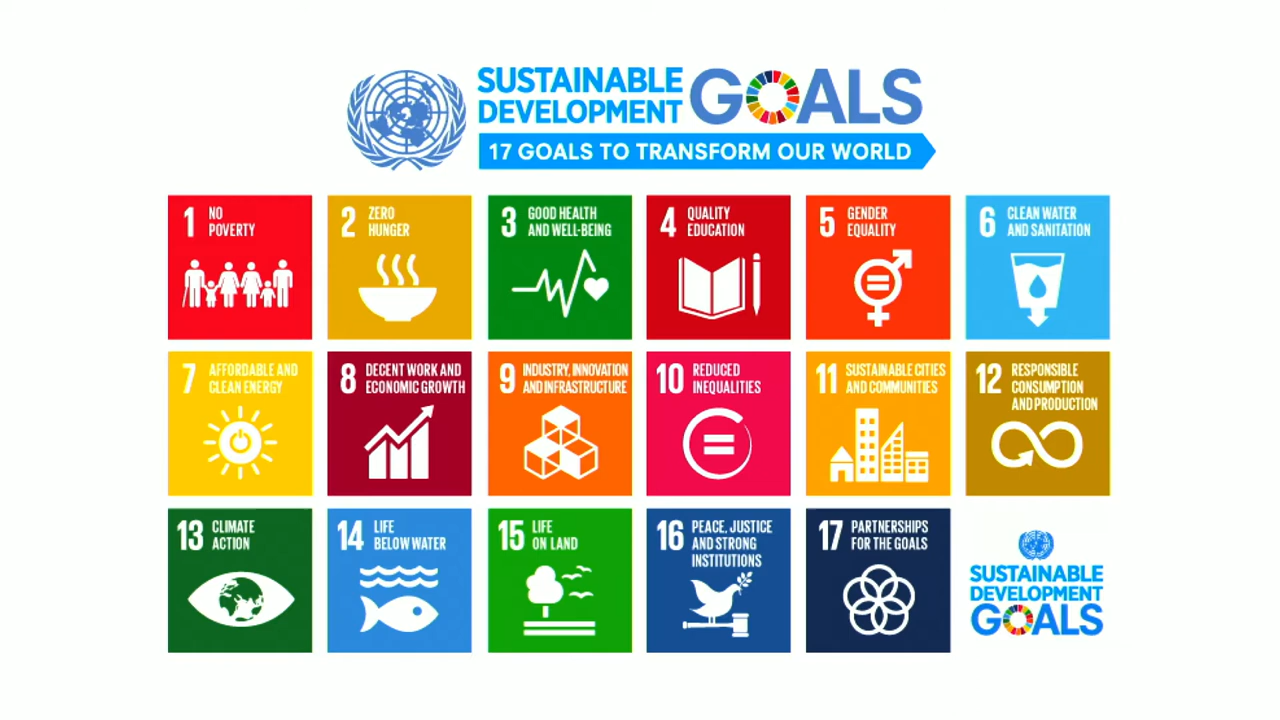 SUSTAINABLE
DEVELOPMENT
GOALS
17 GOALS TO TRANSFORM OUR WORLD
1 NO
POVERTY
2 ZERO
HUNGER
3 GOOD HEALTH
AND WELL-BEING
4 QUALITY
EDUCATION
5 GENDER
EQUALITY
6 CLEAN WATER
AND SANITATION
7 AFFORDABLE AND
CLEAN ENERGY
8 DECENT WORK AND
ECONOMIC GROWTH
9 INDUSTRY, INNOVATION
AND INFRASTRUCTURE
10 REDUCED
INEQUALITIES
11 SUSTAINABLE CITIES
AND COMMUNITIES
12 RESPONSIBLE
CONSUMPTION
AND PRODUCTION
13 CLIMATE
ACTION
14 LIFE
BELOW WATER
15 LIFE
ON LAND
16 PEACE, JUSTICE
AND STRONG
INSTITUTIONS
17 PARTNERSHIPS
FOR THE GOALS
SUSTAINABLE
DEVELOPMENT
GOALS